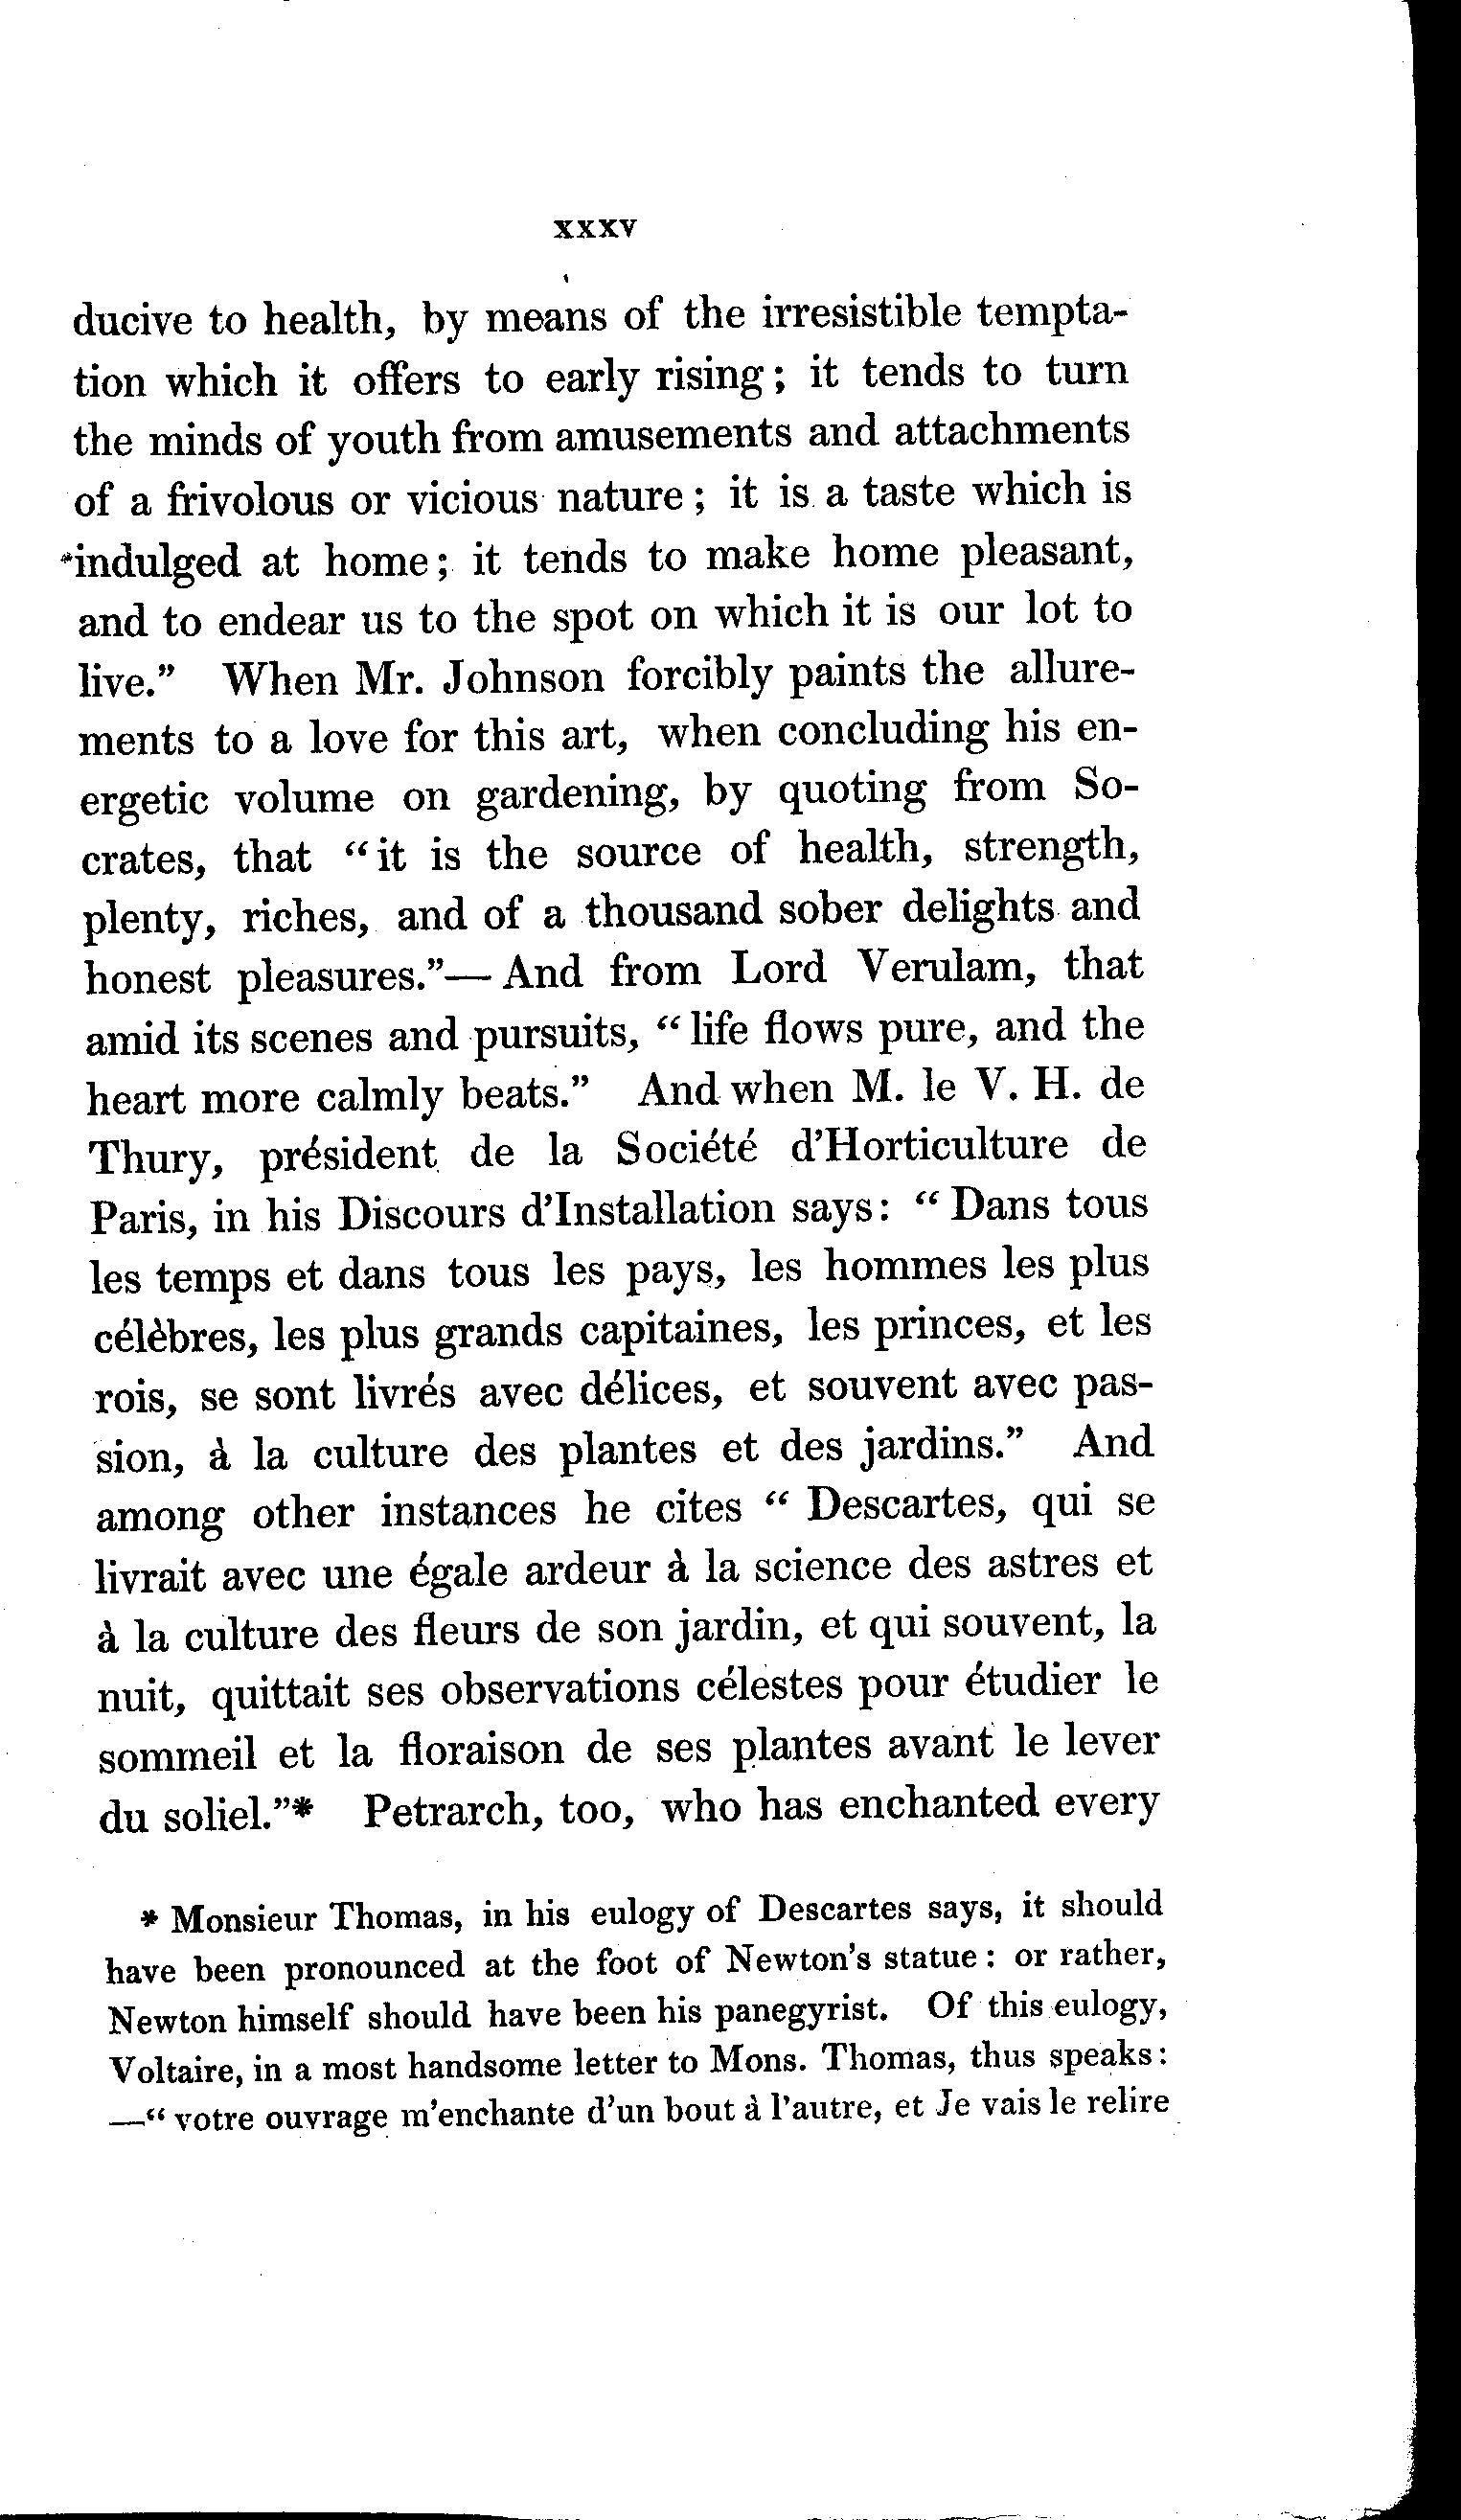 xxxv
ducive to health, by means of the irresistible tempta-
tion which it offers to early rising; it tends to turn
the minds of youth from amusements and attachments
of a frivolous or vicious nature; it is a taste which is
indulged at home; it tends to make home pleasant,
and to endear us to the spot on which it is our lot to
live.” When Mr. Johnson forcibly paints the allure-
ments to a love for this art, when concluding his en-
ergetic volume on gardening, by quoting from So-
crates, that “it is the source of health, strength,
plenty, riches, and of a thousand sober delights and
honest pleasures.”—And from Lord Verulam, that
amid its scenes and pursuits, “life flows pure, and the
heart more calmly beats.” And when M. le V. H. de
Thury, président de la Société d'Horticulture de
Paris, in his Discours d'Installation says: “Dans tous
les temps et dans tous les pays, les hommes les plus
célèbres, les plus grands capitaines, les princes, et les
rois, se sont livrés avec délices, et souvent avec pas-
sion, à la culture des plantes et des jardins.” And
among other instances he cites “Descartes, qui se
livrait avec une égale ardeur à la science des astres et
à la culture des fleurs de son jardin, et qui souvent, la
nuit, quittait ses observations célestes pour étudier le
sommeil et la floraison de ses plantes avant le lever
du soliel.”* Petrarch, too, who has enchanted every
* Monsieur Thomas, in his eulogy of Descartes says, it should
have been pronounced at the foot of Newton's statue: or rather,
Newton himself should have been his panegyrist. Of this eulogy,
Voltaire, in a most handsome letter to Mons. Thomas, thus speaks:
—“votre ouvrage m'enchante d'un bout à l'autre, et Je vais le relire